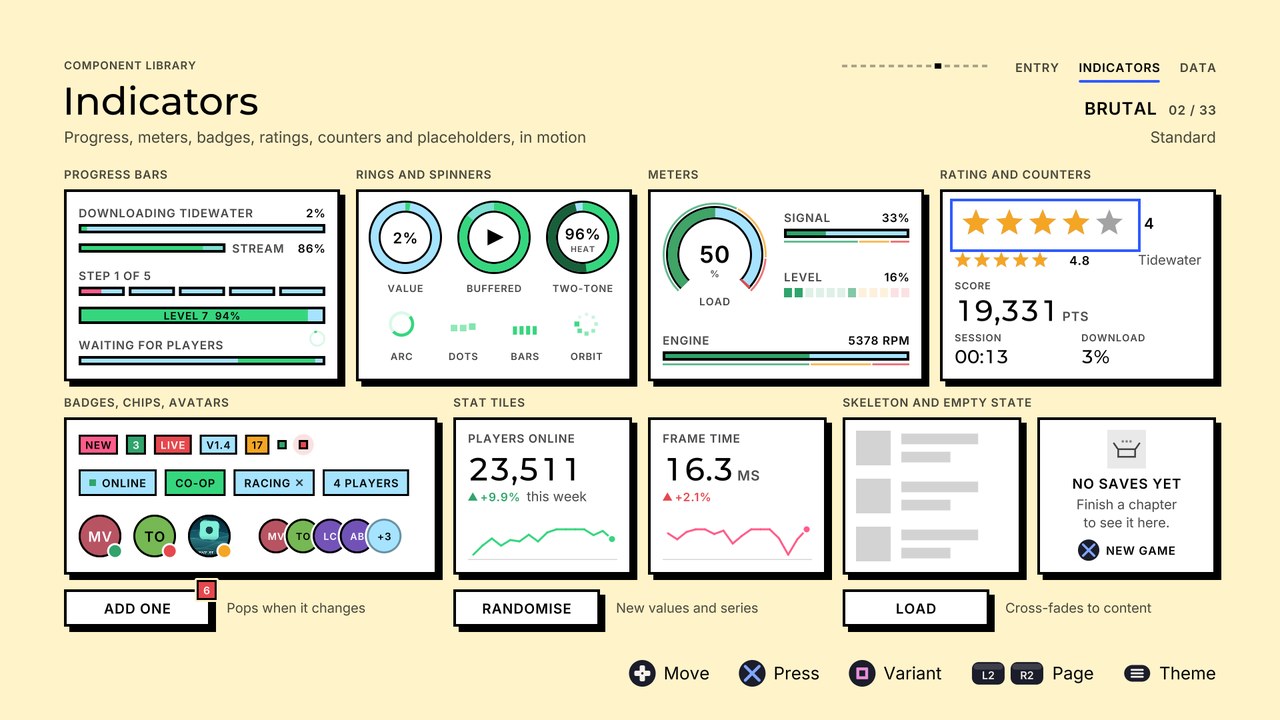 COMPONENT LIBRARY
Indicators
Progress, meters, badges, ratings, counters and placeholders, in motion
ENTRY INDICATORS DATA
BRUTAL 02 / 33
Standard
PROGRESS BARS
DOWNLOADING TIDEWATER 2%
STREAM 86%
STEP 1 OF 5
LEVEL 7 94%
WAITING FOR PLAYERS
RINGS AND SPINNERS
2%
96%
HEAT
VALUE BUFFERED TWO-TONE
ARC DOTS BARS ORBIT
METERS
50
%
LOAD
SIGNAL 33%
LEVEL 16%
ENGINE 5378 RPM
RATING AND COUNTERS
4
4.8 Tidewater
SCORE
19,331 PTS
SESSION DOWNLOAD
00:13 3%
BADGES, CHIPS, AVATARS
NEW 3 LIVE V1.4 17
ONLINE CO-OP RACING × 4 PLAYERS
MV TO MV TO LC AB +3
ADD ONE 6 Pops when it changes
STAT TILES
PLAYERS ONLINE
23,511
+9.9% this week
FRAME TIME
16.3 MS
+2.1%
RANDOMISE New values and series
SKELETON AND EMPTY STATE
NO SAVES YET
Finish a chapter
to see it here.
NEW GAME
LOAD Cross-fades to content
Move Press Variant L2 R2 Page Theme